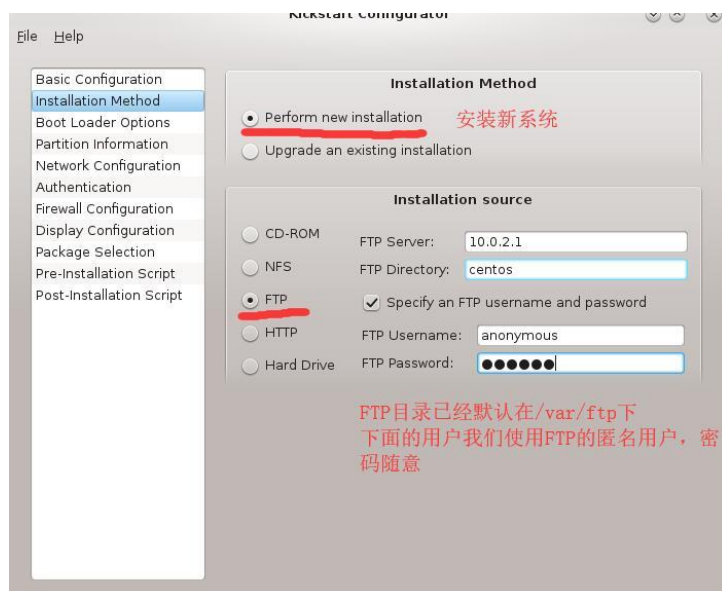 Kickstart Configurator
File Help
Basic Configuration
Installation Method
Boot Loader Options
Partition Information
Network Configuration
Authentication
Firewall Configuration
Display Configuration
Package Selection
Pre-Installation Script
Post-Installation Script
Installation Method
Perform new installation 安装新系统
Upgrade an existing installation
Installation source
CD-ROM
NFS
FTP
HTTP
Hard Drive
FTP Server: 10.0.2.1
FTP Directory: centos
Specify an FTP username and password
FTP Username: anonymous
FTP Password: ●●●●●●
FTP目录已经默认在/var/ftp下
下面的用户我们使用FTP的匿名用户，密
码随意